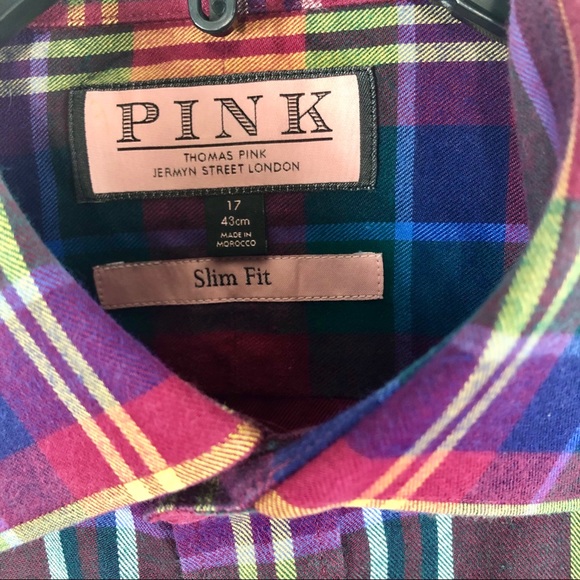 PINK
THOMAS PINK
JERMYN STREET LONDON
17
43cm
MADE IN
MOROCCO
Slim Fit